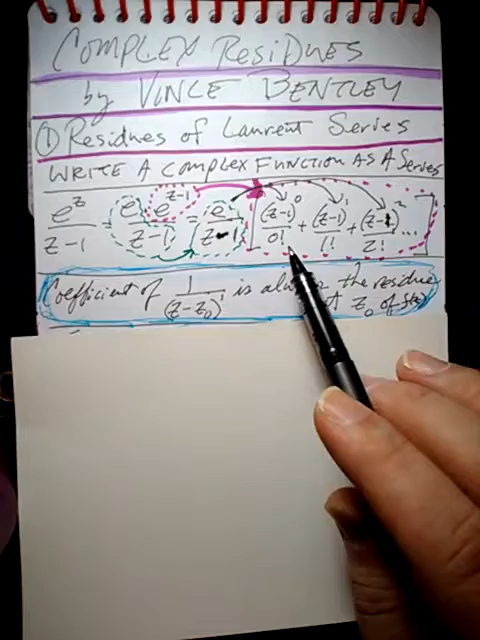 COMPLEX RESIDUES
by VINCE BENTLEY
① Residues of Laurent Series
WRITE A COMPLEX FUNCTION AS A Series
e^z/(z-1) = e e^(z-1)/(z-1) = e/(z-1) [(z-1)^0/0! + (z-1)^1/1! + (z-1)^2/2! ...]
Coefficient of 1/(z-z₀)^1 is always the residue
at z₀ of f(z)